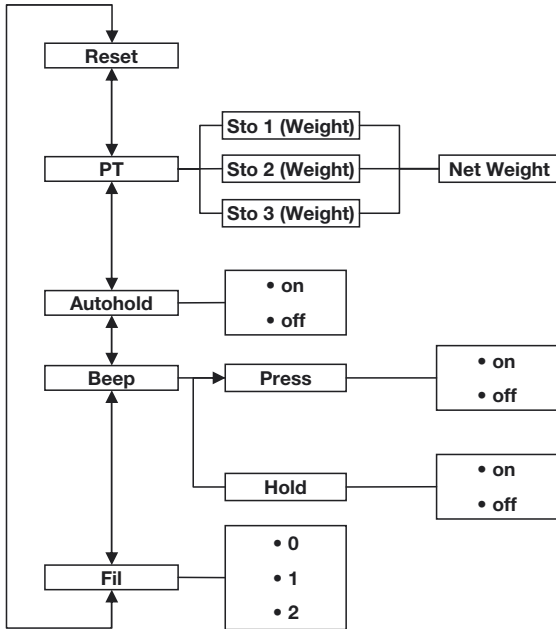 Reset
Sto 1 (Weight)
PT
Sto 2 (Weight)
Net Weight
Sto 3 (Weight)
Autohold
• on
• off
Beep
Press
• on
• off
Hold
• on
• off
Fil
• 0
• 1
• 2